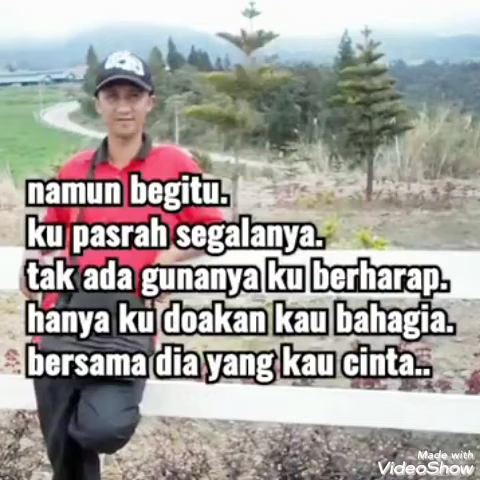 namun begitu.
ku pasrah segalanya.
tak ada gunanya ku berharap.
hanya ku doakan kau bahagia.
bersama dia yang kau cinta..
Made with
VideoShow